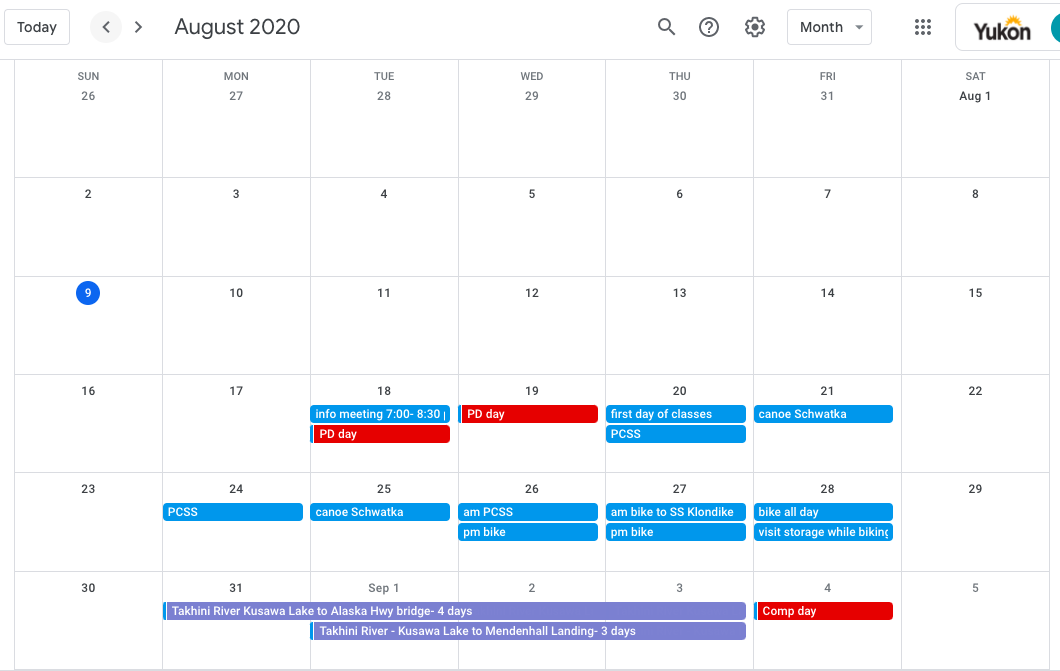 Today August 2020 Month Yukon
SUN MON TUE WED THU FRI SAT
26 27 28 29 30 31 Aug 1
2 3 4 5 6 7 8
9 10 11 12 13 14 15
16 17 18 19 20 21 22
info meeting 7:00- 8:30 PD day first day of classes canoe Schwatka
PD day PCSS
23 24 25 26 27 28 29
PCSS canoe Schwatka am PCSS am bike to SS Klondike bike all day
pm bike pm bike visit storage while biking
30 31 Sep 1 2 3 4 5
Takhini River Kusawa Lake to Alaska Hwy bridge- 4 days Comp day
Takhini River - Kusawa Lake to Mendenhall Landing- 3 days